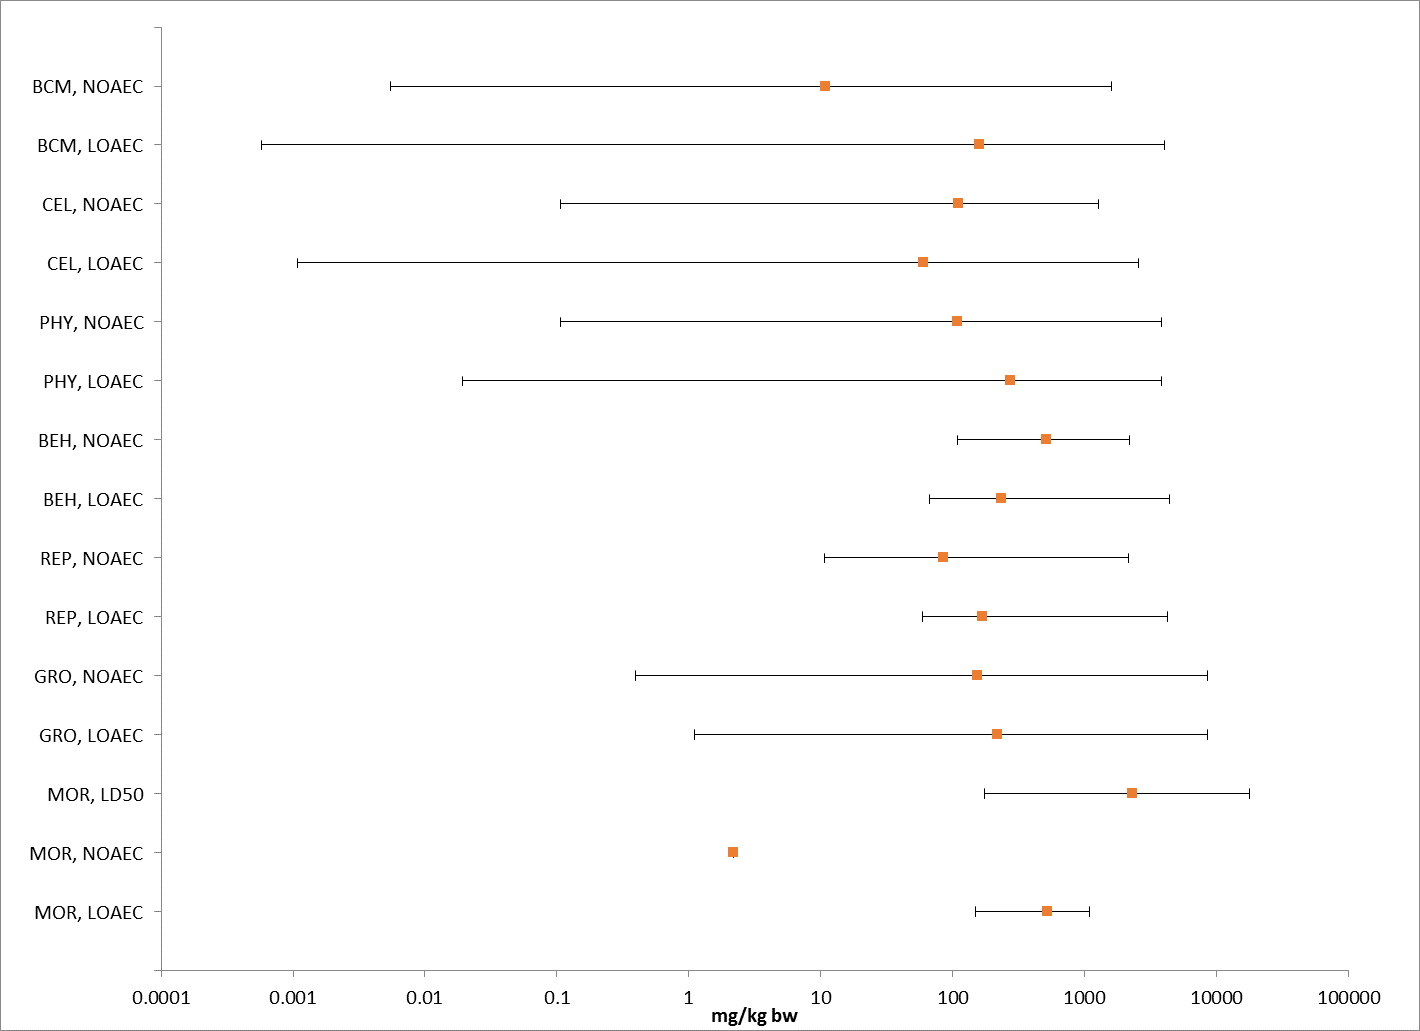 BCM, NOAEC
BCM, LOAEC
CEL, NOAEC
CEL, LOAEC
PHY, NOAEC
PHY, LOAEC
BEH, NOAEC
BEH, LOAEC
REP, NOAEC
REP, LOAEC
GRO, NOAEC
GRO, LOAEC
MOR, LD50
MOR, NOAEC
MOR, LOAEC
0.0001 0.001 0.01 0.1 1 10 100 1000 10000 100000
mg/kg bw